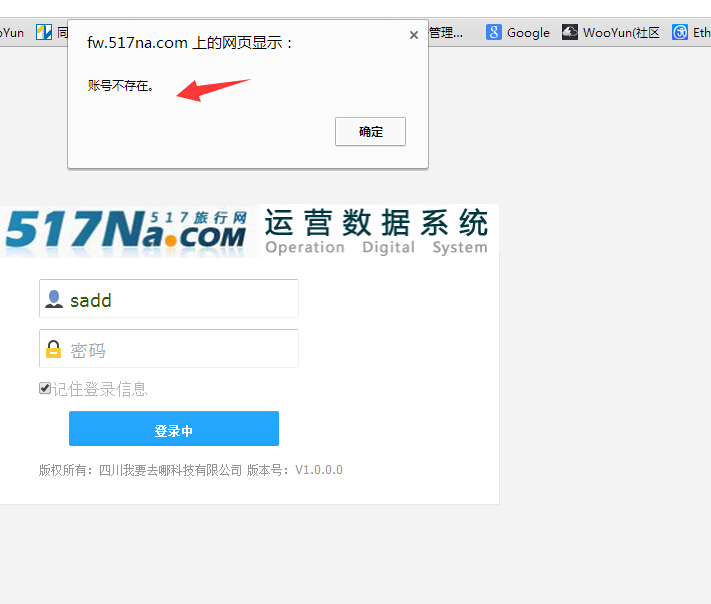 oYun
同
管理...
Google
WooYun(社区
Eth
fw.517na.com 上的网页显示：
账号不存在。
确定
517Na.com 517旅行网
运营数据系统
Operation Digital System
sadd
密码
记住登录信息
登录中
版权所有：四川我要去哪科技有限公司 版本号：V1.0.0.0